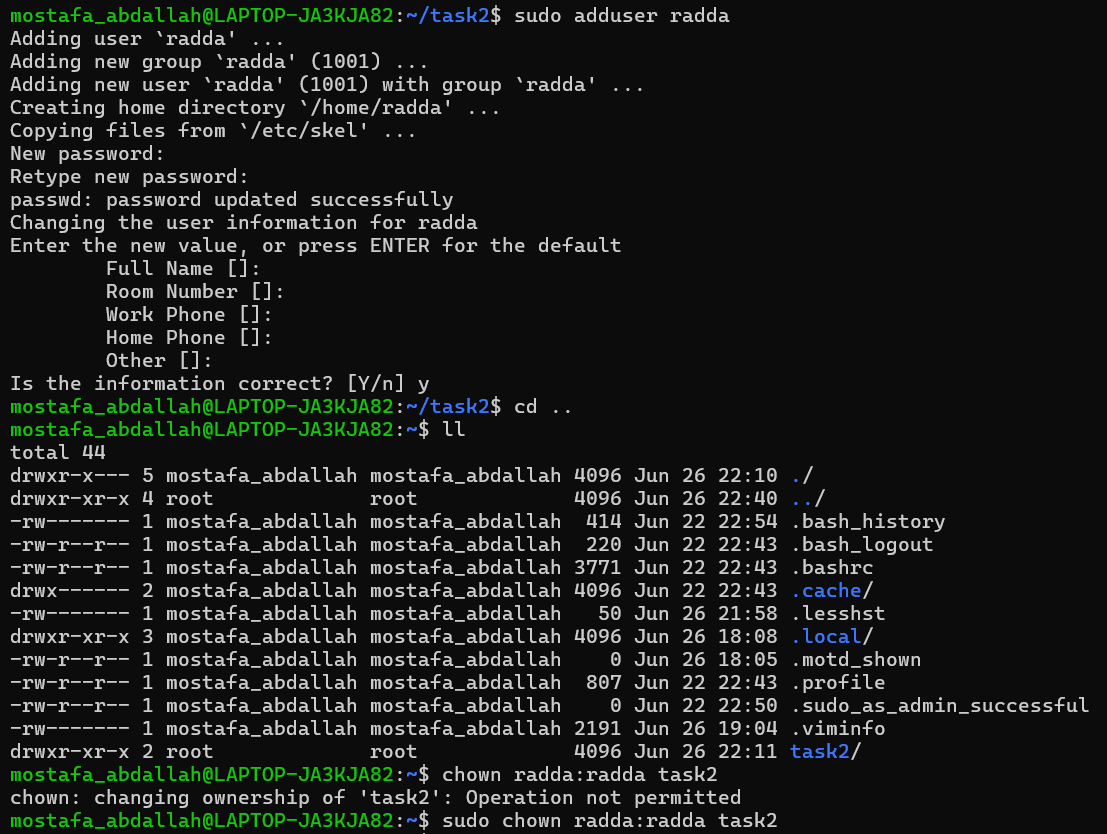 mostafa_abdallah@LAPTOP-JA3KJA82:~/task2$ sudo adduser radda
Adding user `radda' ...
Adding new group `radda' (1001) ...
Adding new user `radda' (1001) with group `radda' ...
Creating home directory `/home/radda' ...
Copying files from `/etc/skel' ...
New password:
Retype new password:
passwd: password updated successfully
Changing the user information for radda
Enter the new value, or press ENTER for the default
        Full Name []:
        Room Number []:
        Work Phone []:
        Home Phone []:
        Other []:
Is the information correct? [Y/n] y
mostafa_abdallah@LAPTOP-JA3KJA82:~/task2$ cd ..
mostafa_abdallah@LAPTOP-JA3KJA82:~$ ll
total 44
drwxr-x--- 5 mostafa_abdallah mostafa_abdallah 4096 Jun 26 22:10 ./
drwxr-xr-x 4 root             root             4096 Jun 26 22:40 ../
-rw------- 1 mostafa_abdallah mostafa_abdallah  414 Jun 22 22:54 .bash_history
-rw-r--r-- 1 mostafa_abdallah mostafa_abdallah  220 Jun 22 22:43 .bash_logout
-rw-r--r-- 1 mostafa_abdallah mostafa_abdallah 3771 Jun 22 22:43 .bashrc
drwx------ 2 mostafa_abdallah mostafa_abdallah 4096 Jun 22 22:43 .cache/
-rw------- 1 mostafa_abdallah mostafa_abdallah   50 Jun 26 21:58 .lesshst
drwxr-xr-x 3 mostafa_abdallah mostafa_abdallah 4096 Jun 26 18:08 .local/
-rw-r--r-- 1 mostafa_abdallah mostafa_abdallah    0 Jun 26 18:05 .motd_shown
-rw-r--r-- 1 mostafa_abdallah mostafa_abdallah  807 Jun 22 22:43 .profile
-rw-r--r-- 1 mostafa_abdallah mostafa_abdallah    0 Jun 22 22:50 .sudo_as_admin_successful
-rw------- 1 mostafa_abdallah mostafa_abdallah 2191 Jun 26 19:04 .viminfo
drwxr-xr-x 2 root             root             4096 Jun 26 22:11 task2/
mostafa_abdallah@LAPTOP-JA3KJA82:~$ chown radda:radda task2
chown: changing ownership of 'task2': Operation not permitted
mostafa_abdallah@LAPTOP-JA3KJA82:~$ sudo chown radda:radda task2